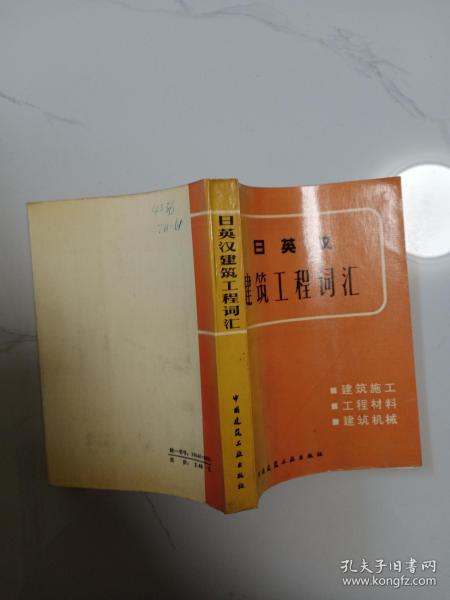 日英汉
建筑工程词汇
■建筑施工
■工程材料
■建筑机械
中国建筑工业出版社
日英汉建筑工程词汇
中国建筑工业出版社
4536
孔夫子旧书网
www.kongfz.com